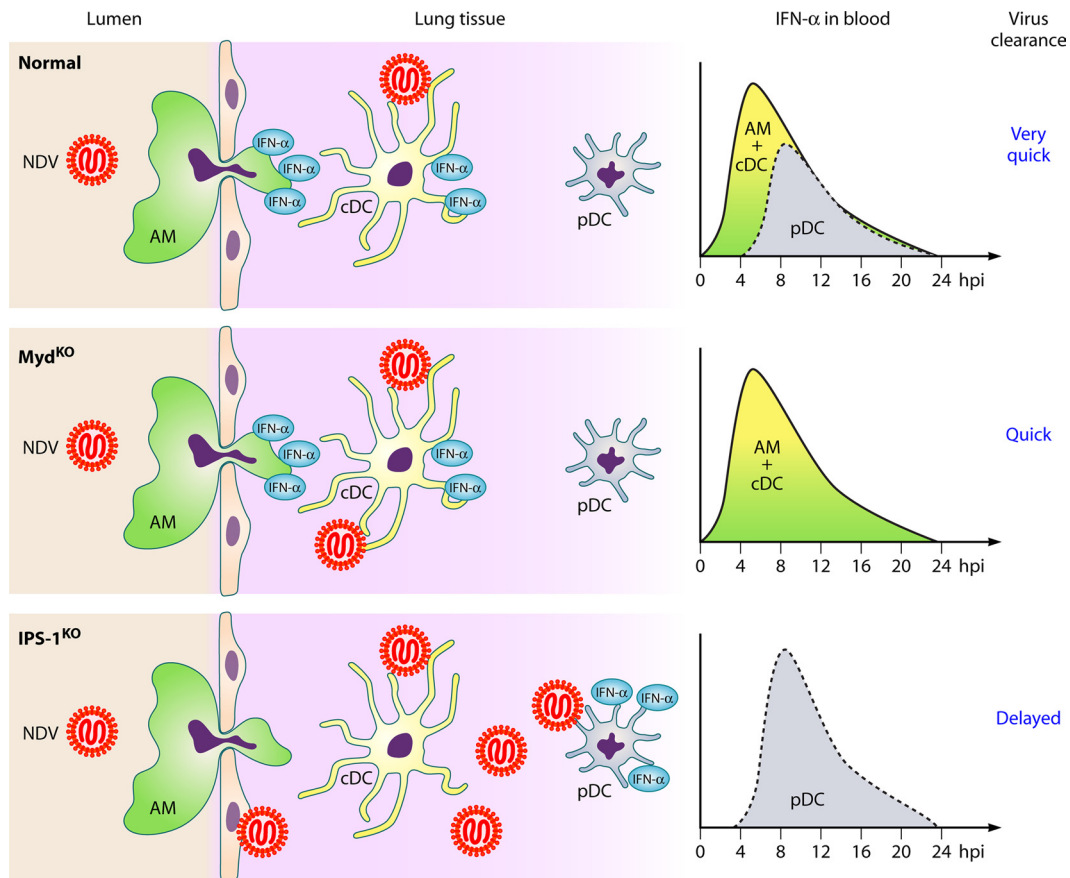 Lumen
Lung tissue
IFN-α in blood
Virus
clearance
Normal
NDV
AM
IFN-α
IFN-α
IFN-α
cDC
IFN-α
IFN-α
pDC
AM
+
cDC
pDC
0 4 8 12 16 20 24 hpi
Very
quick
Myd^KO
NDV
AM
IFN-α
IFN-α
IFN-α
cDC
IFN-α
IFN-α
pDC
AM
+
cDC
0 4 8 12 16 20 24 hpi
Quick
IPS-1^KO
NDV
AM
cDC
IFN-α
IFN-α
IFN-α
pDC
pDC
0 4 8 12 16 20 24 hpi
Delayed